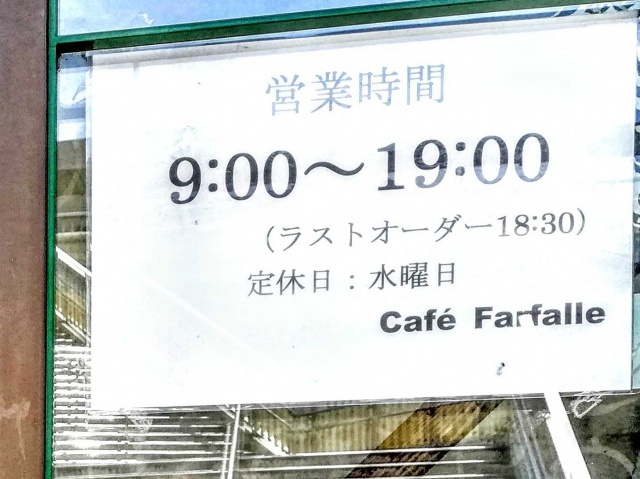 営業時間
9:00～19:00
（ラストオーダー18:30）
定休日：水曜日
Café Farfalle